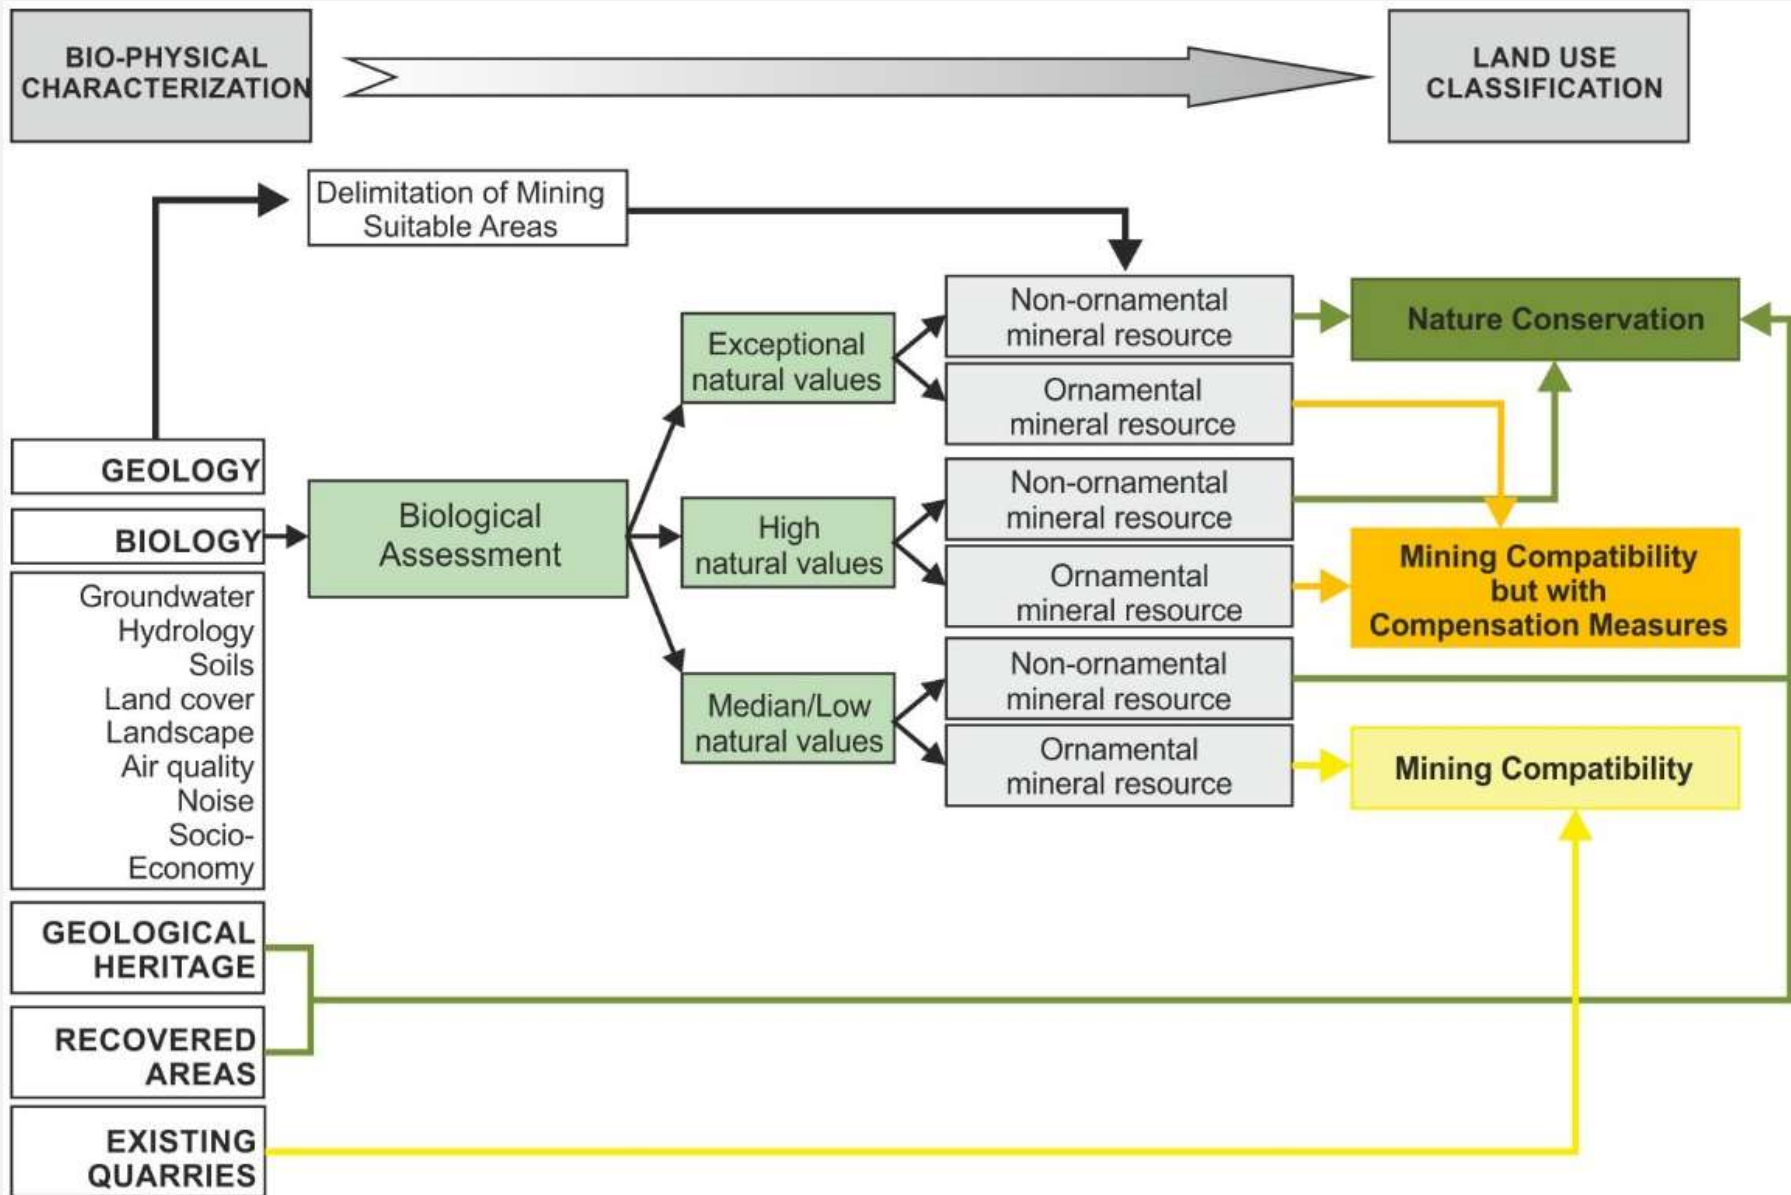 BIO-PHYSICAL
CHARACTERIZATION
LAND USE
CLASSIFICATION
Delimitation of Mining
Suitable Areas
GEOLOGY
BIOLOGY
Groundwater
Hydrology
Soils
Land cover
Landscape
Air quality
Noise
Socio-
Economy
GEOLOGICAL
HERITAGE
RECOVERED
AREAS
EXISTING
QUARRIES
Biological
Assessment
Exceptional
natural values
High
natural values
Median/Low
natural values
Non-ornamental
mineral resource
Ornamental
mineral resource
Non-ornamental
mineral resource
Ornamental
mineral resource
Non-ornamental
mineral resource
Ornamental
mineral resource
Nature Conservation
Mining Compatibility
but with
Compensation Measures
Mining Compatibility